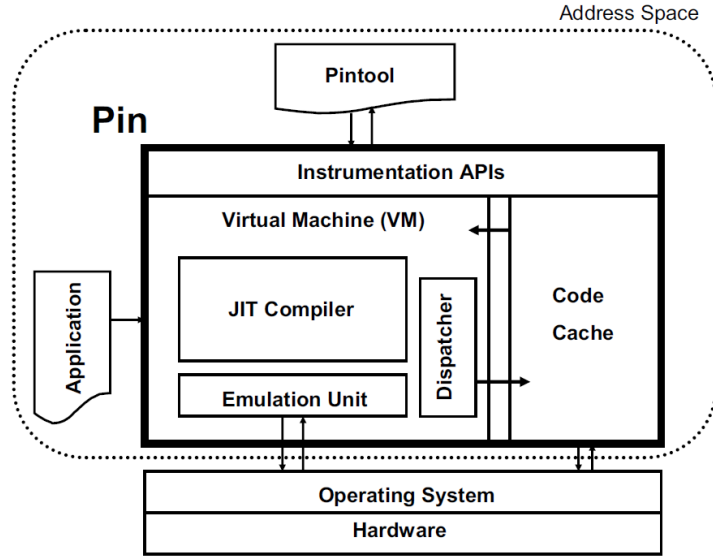 Address Space
Pintool
Pin
Instrumentation APIs
Virtual Machine (VM)
JIT Compiler
Emulation Unit
Dispatcher
Code
Cache
Application
Operating System
Hardware